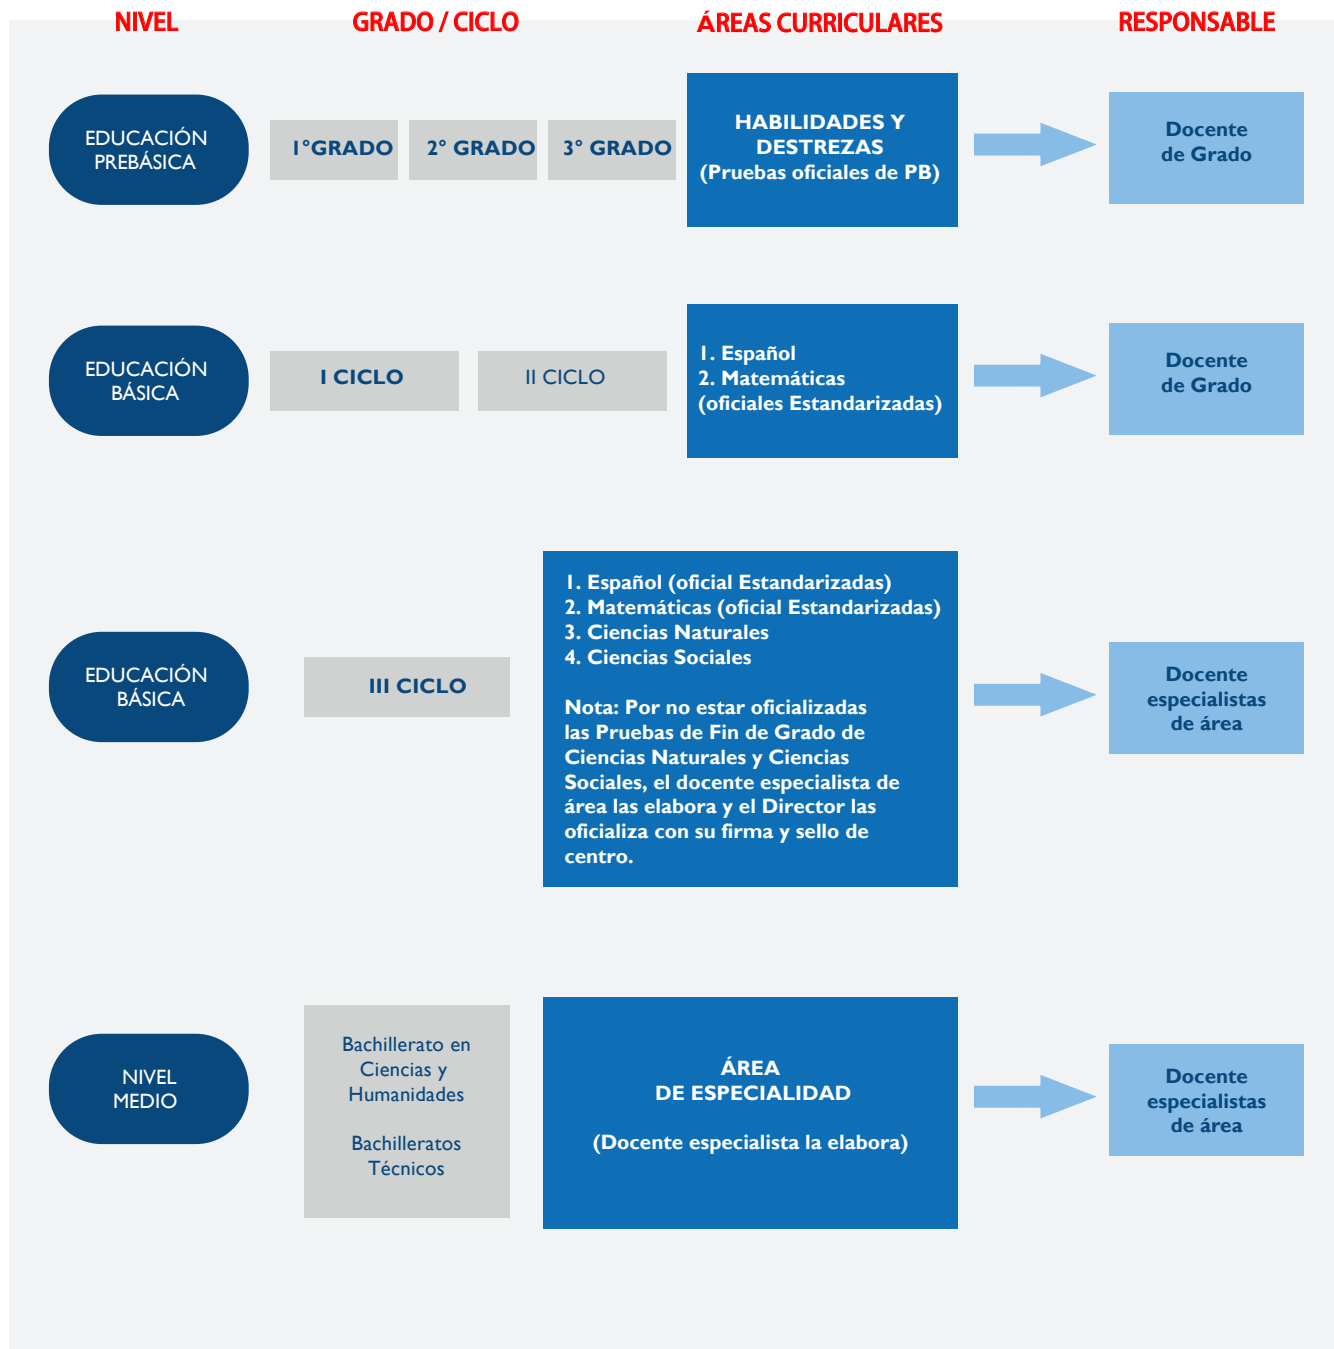 NIVEL
GRADO / CICLO
ÁREAS CURRICULARES
RESPONSABLE
EDUCACIÓN
PREBÁSICA
1°GRADO
2° GRADO
3° GRADO
HABILIDADES Y
DESTREZAS
(Pruebas oficiales de PB)
Docente
de Grado
EDUCACIÓN
BÁSICA
I CICLO
II CICLO
1. Español
2. Matemáticas
(oficiales Estandarizadas)
Docente
de Grado
EDUCACIÓN
BÁSICA
III CICLO
1. Español (oficial Estandarizadas)
2. Matemáticas (oficial Estandarizadas)
3. Ciencias Naturales
4. Ciencias Sociales
Nota: Por no estar oficializadas
las Pruebas de Fin de Grado de
Ciencias Naturales y Ciencias
Sociales, el docente especialista de
área las elabora y el Director las
oficializa con su firma y sello de
centro.
Docente
especialistas
de área
NIVEL
MEDIO
Bachillerato en
Ciencias y
Humanidades
Bachilleratos
Técnicos
ÁREA
DE ESPECIALIDAD
(Docente especialista la elabora)
Docente
especialistas
de área